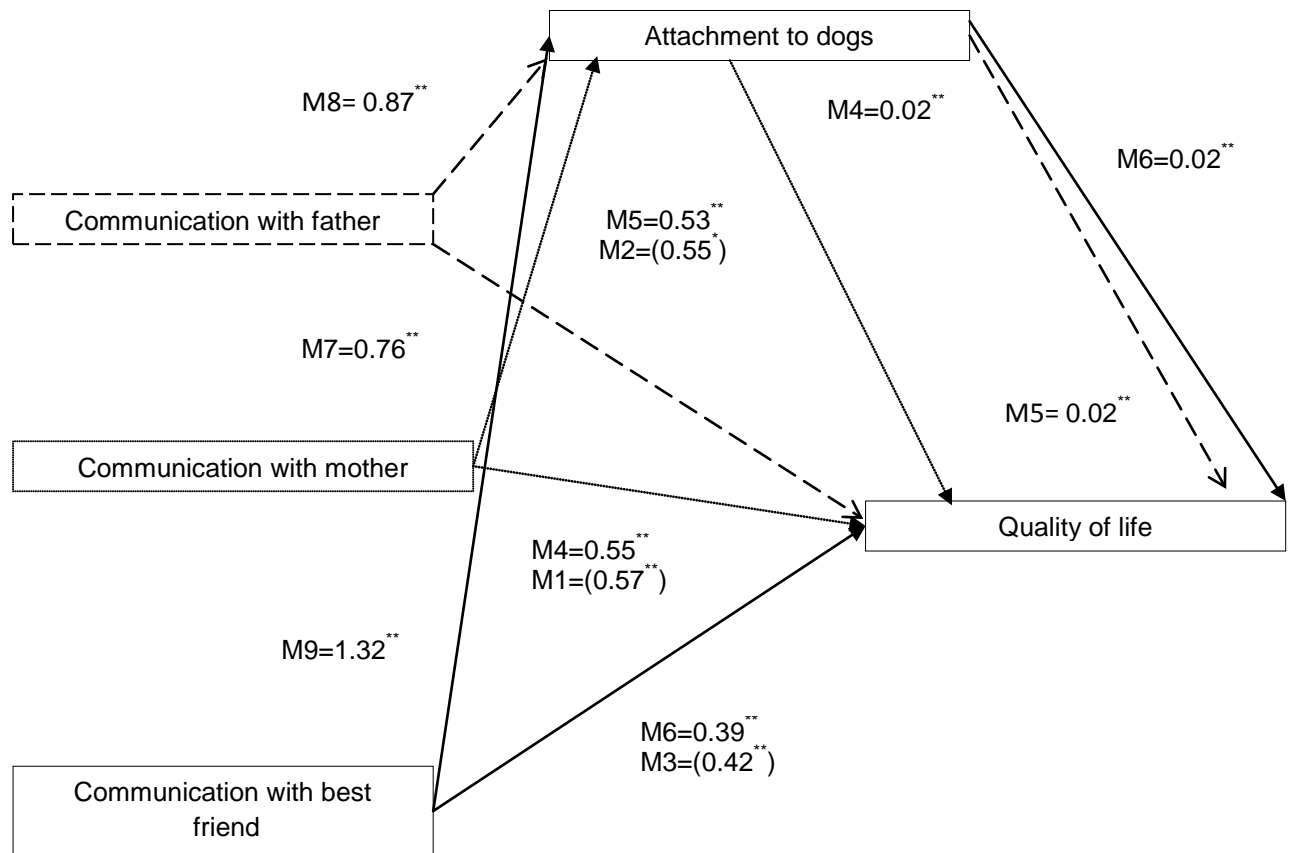 Attachment to dogs
M8= 0.87**
M4=0.02**
M6=0.02**
Communication with father
M5=0.53**
M2=(0.55*)
M7=0.76**
M5= 0.02**
Communication with mother
Quality of life
M4=0.55**
M1=(0.57**)
M9=1.32**
M6=0.39**
M3=(0.42**)
Communication with best
friend